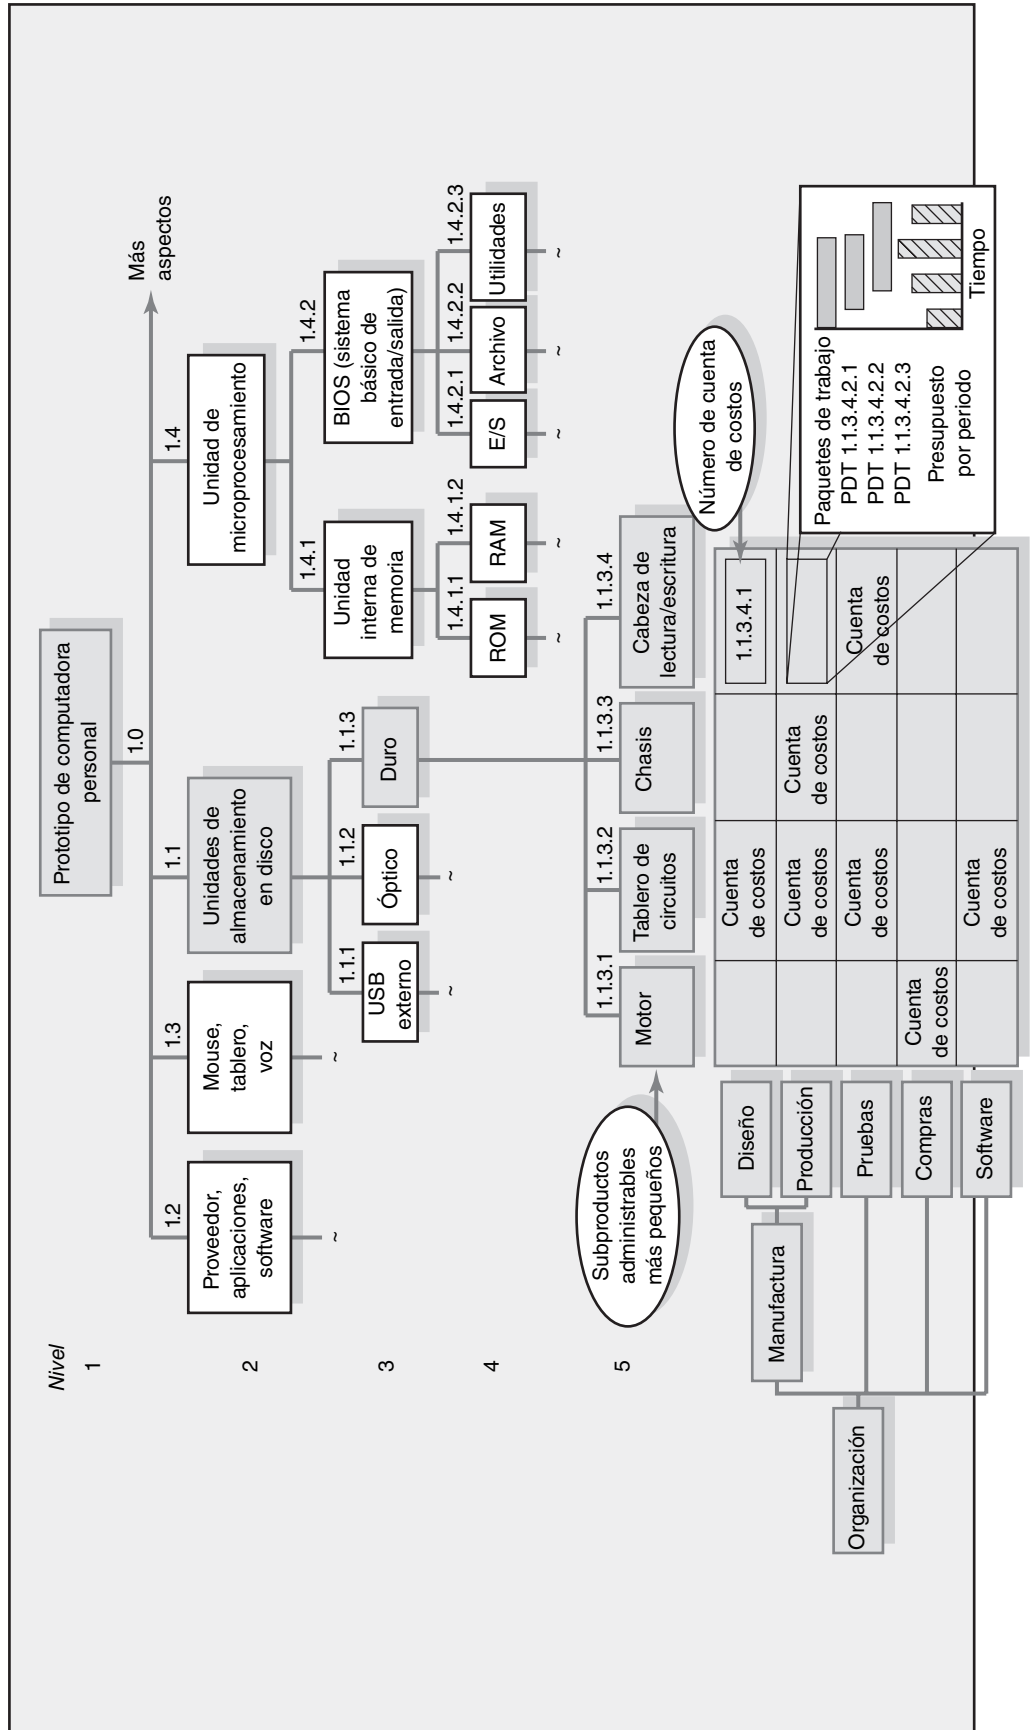 Nivel
1
Prototipo de computadora
personal
1.0
Más
aspectos
2
1.2
Proveedor,
aplicaciones,
software
~
1.3
Mouse,
tablero,
voz
~
1.1
Unidades de
almacenamiento
en disco
1.4
Unidad de
microprocesamiento
3
1.1.1
USB
externo
~
1.1.2
Óptico
~
1.1.3
Duro
1.4.1
Unidad
interna de
memoria
1.4.2
BIOS (sistema
básico de
entrada/salida)
4
1.4.1.1
ROM
~
1.4.1.2
RAM
~
1.4.2.1
E/S
~
1.4.2.2
Archivo
~
1.4.2.3
Utilidades
~
5
Subproductos
administrables
más pequeños
1.1.3.1
Motor
1.1.3.2
Tablero de
circuitos
1.1.3.3
Chasis
1.1.3.4
Cabeza de
lectura/escritura
Número de cuenta
de costos
Organización
Manufactura
Diseño
Cuenta
de costos
1.1.3.4.1
Producción
Cuenta
de costos
Cuenta
de costos
Pruebas
Cuenta
de costos
Cuenta
de costos
Compras
Cuenta
de costos
Software
Cuenta
de costos
Paquetes de trabajo
PDT 1.1.3.4.2.1
PDT 1.1.3.4.2.2
PDT 1.1.3.4.2.3
Presupuesto
por periodo
Tiempo